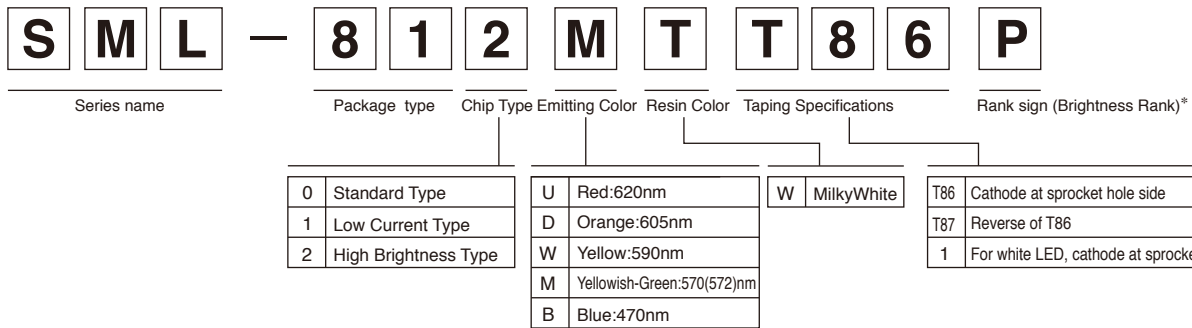 S M L — 8 1 2 M T T 8 6 P
Series name Package type Chip Type Emitting Color Resin Color Taping Specifications Rank sign (Brightness Rank)*
0 Standard Type
1 Low Current Type
2 High Brightness Type
U Red:620nm
D Orange:605nm
W Yellow:590nm
M Yellowish-Green:570(572)nm
B Blue:470nm
W MilkyWhite
T86 Cathode at sprocket hole side
T87 Reverse of T86
1 For white LED, cathode at